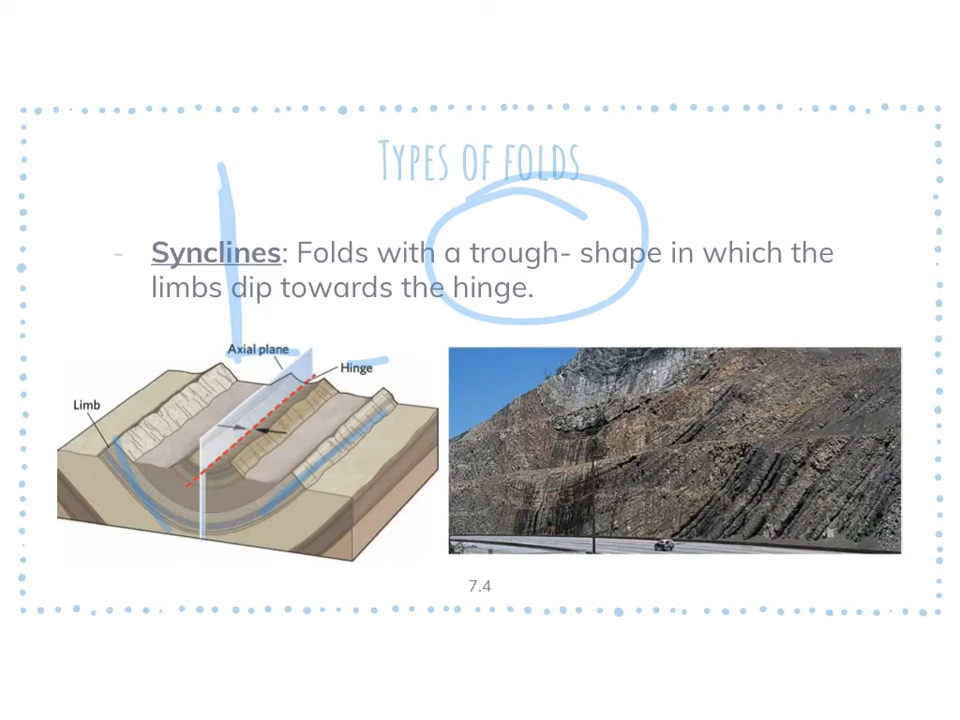 Types of folds
- Synclines: Folds with a trough- shape in which the
limbs dip towards the hinge.
Axial plane
Hinge
Limb
7.4